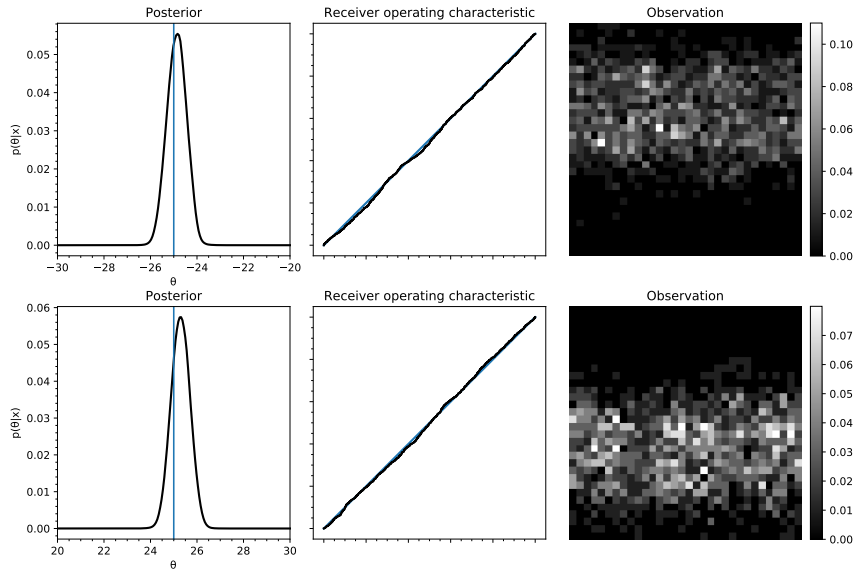 Posterior
Receiver operating characteristic
Observation
0.05
0.04
0.03
0.02
0.01
0.00
p(θ|x)
−30 −28 −26 −24 −22 −20
θ
0.10
0.08
0.06
0.04
0.02
0.00
Posterior
Receiver operating characteristic
Observation
0.06
0.05
0.04
0.03
0.02
0.01
0.00
p(θ|x)
20 22 24 26 28 30
θ
0.07
0.06
0.05
0.04
0.03
0.02
0.01
0.00